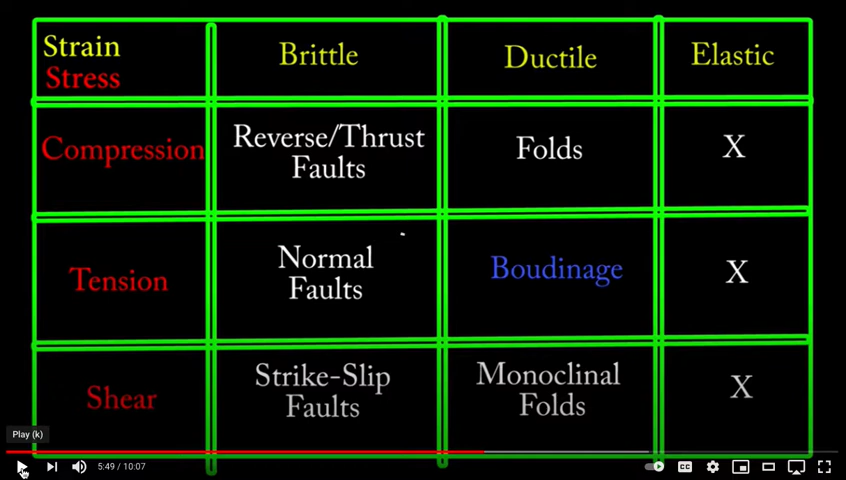 Strain
Stress
Brittle
Ductile
Elastic
Compression
Reverse/Thrust
Faults
Folds
X
Tension
Normal
Faults
Boudinage
X
Shear
Strike-Slip
Faults
Monoclinal
Folds
X
Play (k)
5:49 / 10:07
CC